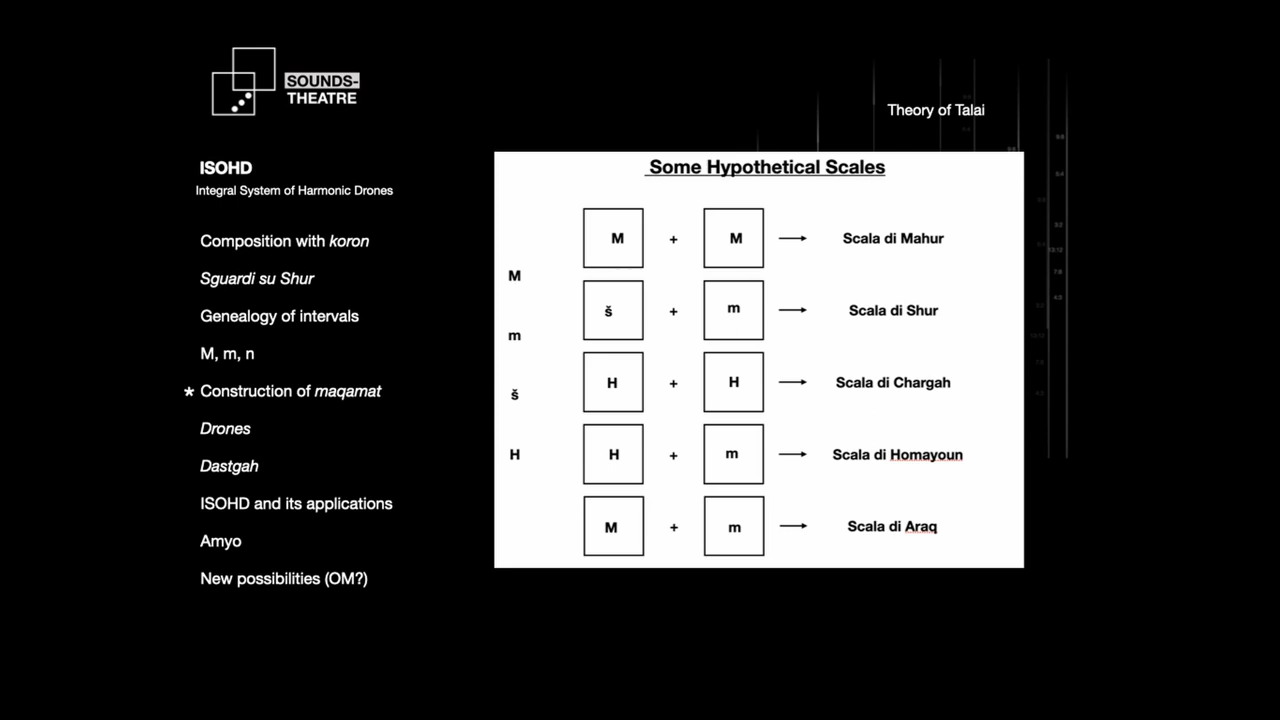 SOUNDS-
THEATRE
Theory of Talai
ISOHD
Integral System of Harmonic Drones
Composition with koron
Sguardi su Shur
Genealogy of intervals
M, m, n
* Construction of maqamat
Drones
Dastgah
ISOHD and its applications
Amyo
New possibilities (OM?)
Some Hypothetical Scales
M
m
š
H
M + M → Scala di Mahur
š + m → Scala di Shur
H + H → Scala di Chargah
H + m → Scala di Homayoun
M + m → Scala di Araq